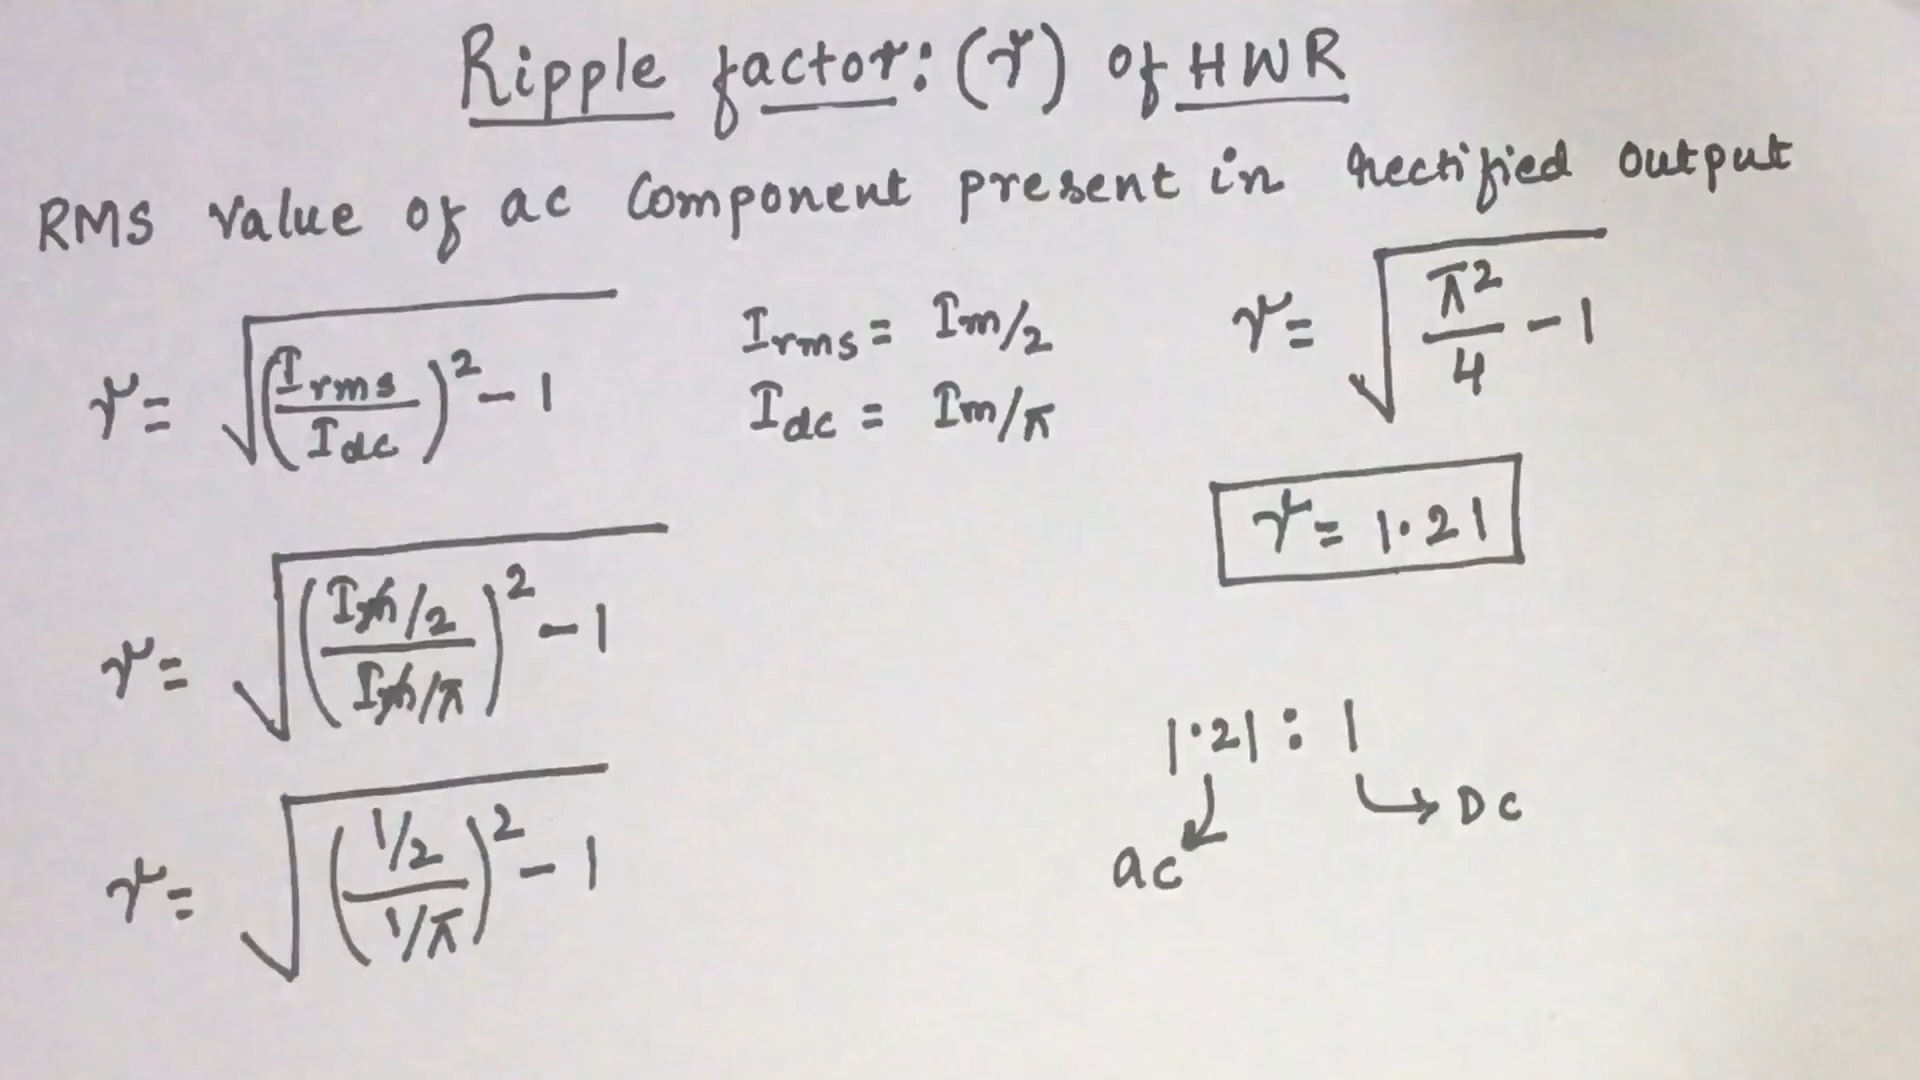 Ripple factor: (r) of HWR
RMS value of ac Component present in rectified output
r = √((Irms/Idc)² - 1)
Irms = Im/2
Idc = Im/π
r = √((Im/2 / Im/π)² - 1)
r = √((1/2 / 1/π)² - 1)
r = √(π²/4 - 1)
r = 1.21
1.21 : 1
ac
DC